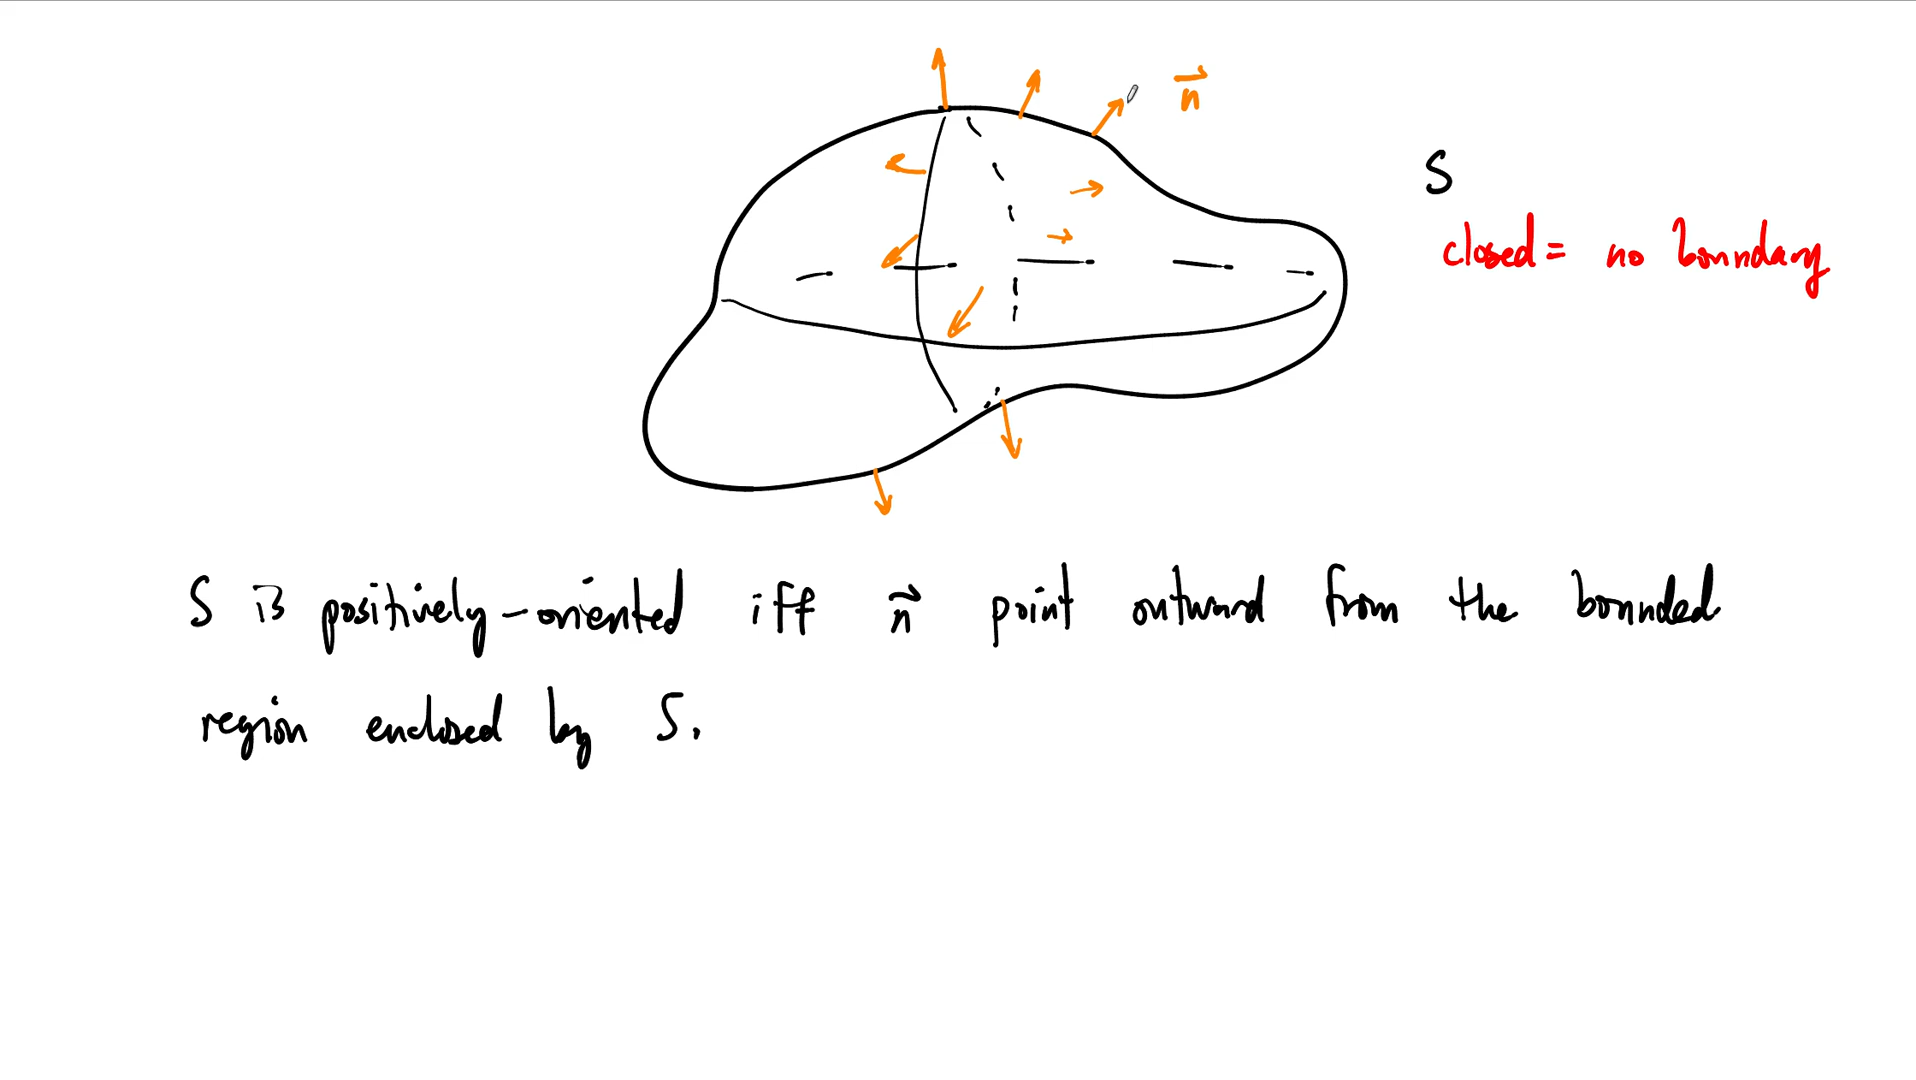 n⃗
S
closed = no boundary
S is positively-oriented iff n⃗ point outward from the bounded
region enclosed by S.